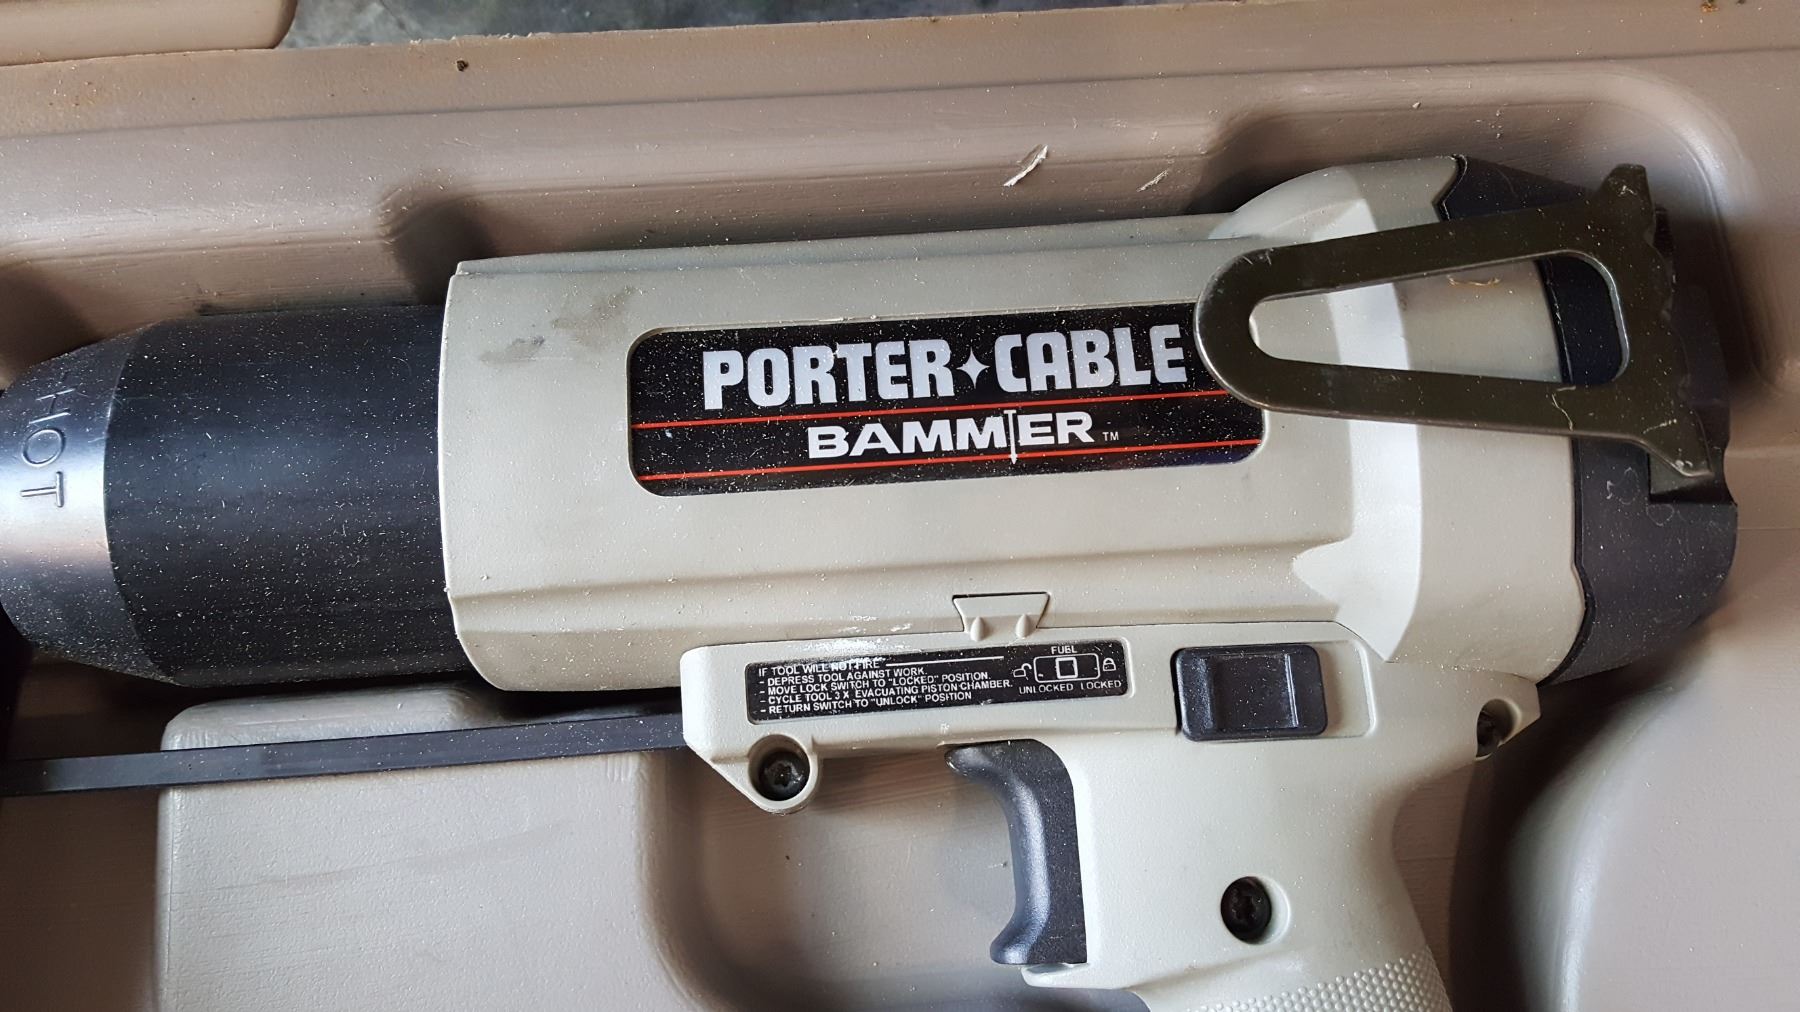 HOT
PORTER CABLE
BAMMER TM
IF TOOL WILL NOT FIRE
- DEPRESS TOOL AGAINST WORK.
- MOVE LOCK SWITCH TO "LOCKED" POSITION.
- CYCLE TOOL 3 X EVACUATING PISTON CHAMBER.
- RETURN SWITCH TO "UNLOCK" POSITION
FUEL
UNLOCKED LOCKED